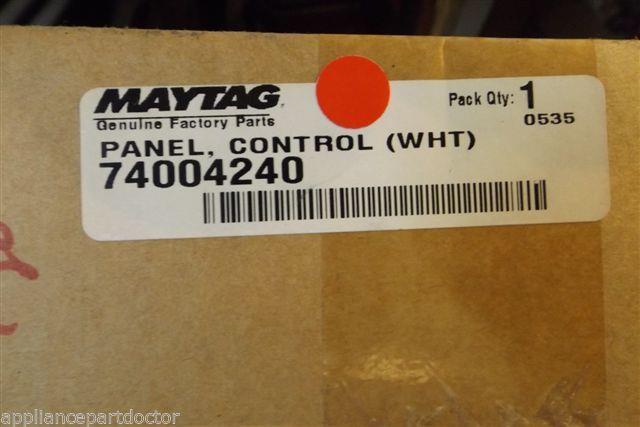 MAYTAG
Genuine Factory Parts
Pack Qty: 1
0535
PANEL, CONTROL (WHT)
74004240
appliancepartdoctor